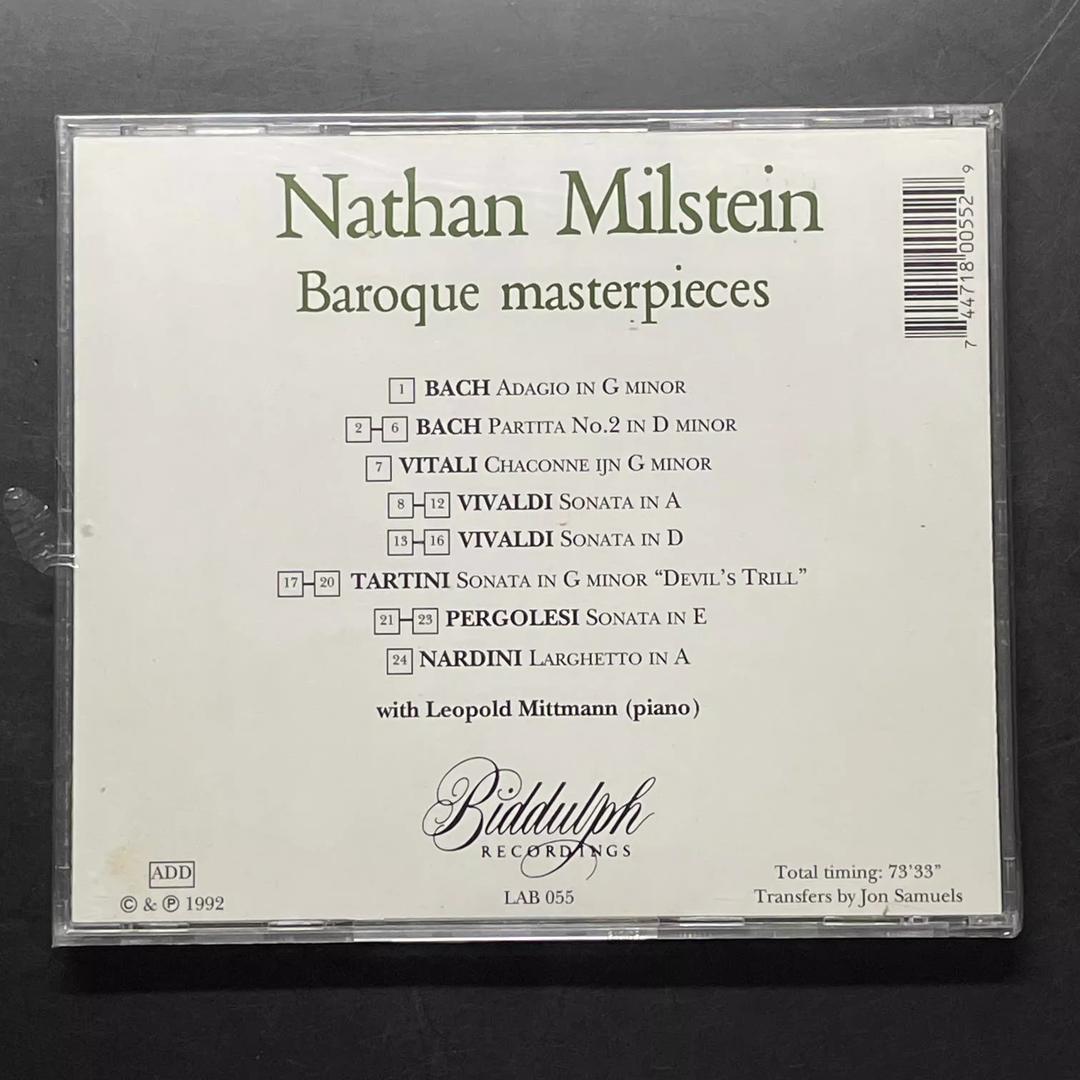 Nathan Milstein
Baroque masterpieces
7 44718 00552 9
1 BACH ADAGIO IN G MINOR
2-6 BACH PARTITA NO.2 IN D MINOR
7 VITALI CHACONNE IJN G MINOR
8-12 VIVALDI SONATA IN A
13-16 VIVALDI SONATA IN D
17-20 TARTINI SONATA IN G MINOR “DEVIL’S TRILL”
21-23 PERGOLESI SONATA IN E
24 NARDINI LARGHETTO IN A
with Leopold Mittmann (piano)
Biddulph
RECORDINGS
LAB 055
ADD
© & ℗ 1992
Total timing: 73’33”
Transfers by Jon Samuels